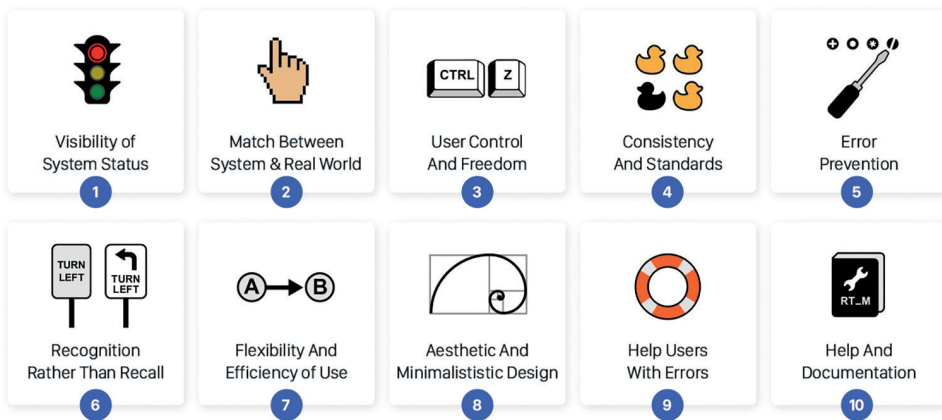 CTRL Z
Visibility of
System Status
1
Match Between
System & Real World
2
User Control
And Freedom
3
Consistency
And Standards
4
Error
Prevention
5
TURN
LEFT
TURN
LEFT
Recognition
Rather Than Recall
6
A B
Flexibility And
Efficiency of Use
7
Aesthetic And
Minimalististic Design
8
Help Users
With Errors
9
RT_M
Help And
Documentation
10